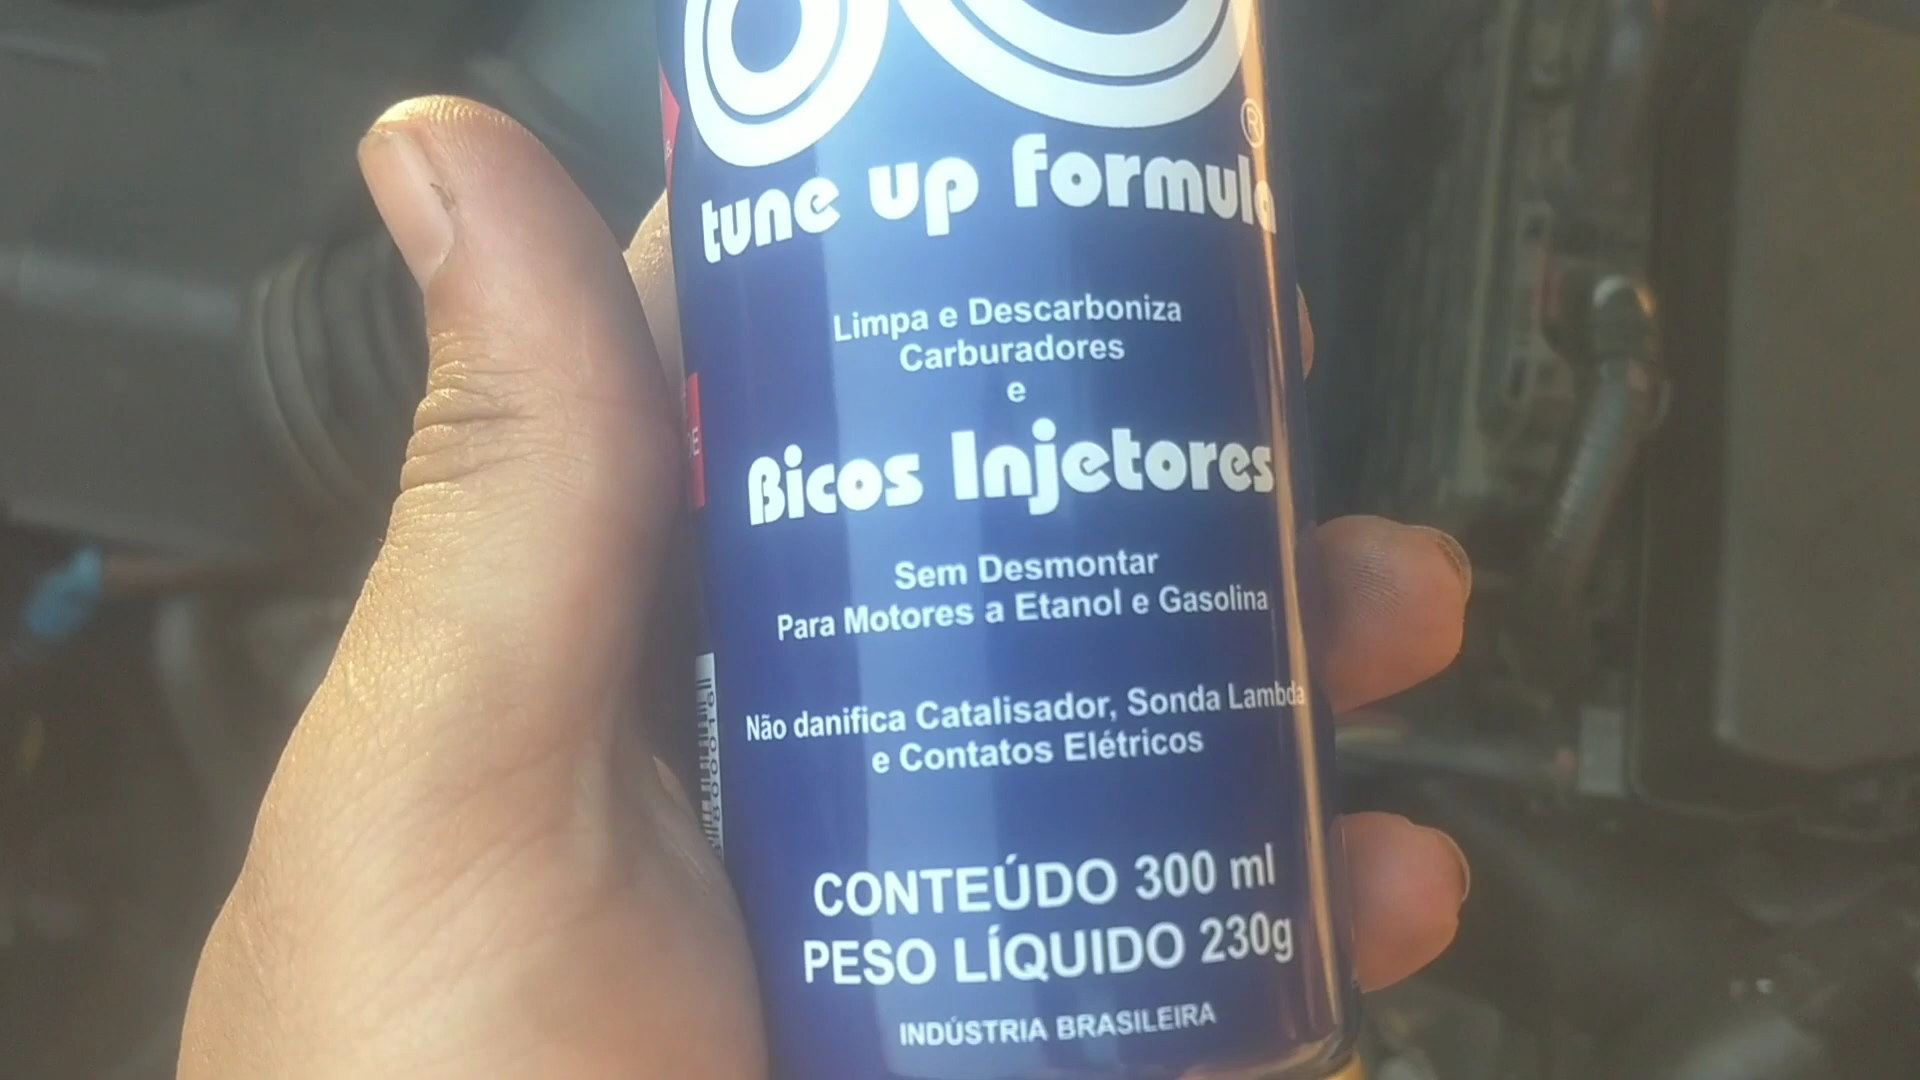 ®
tune up formula
Limpa e Descarboniza
Carburadores
e
Bicos Injetores
Sem Desmontar
Para Motores a Etanol e Gasolina
Não danifica Catalisador, Sonda Lambda
e Contatos Elétricos
CONTEÚDO 300 ml
PESO LÍQUIDO 230g
INDÚSTRIA BRASILEIRA